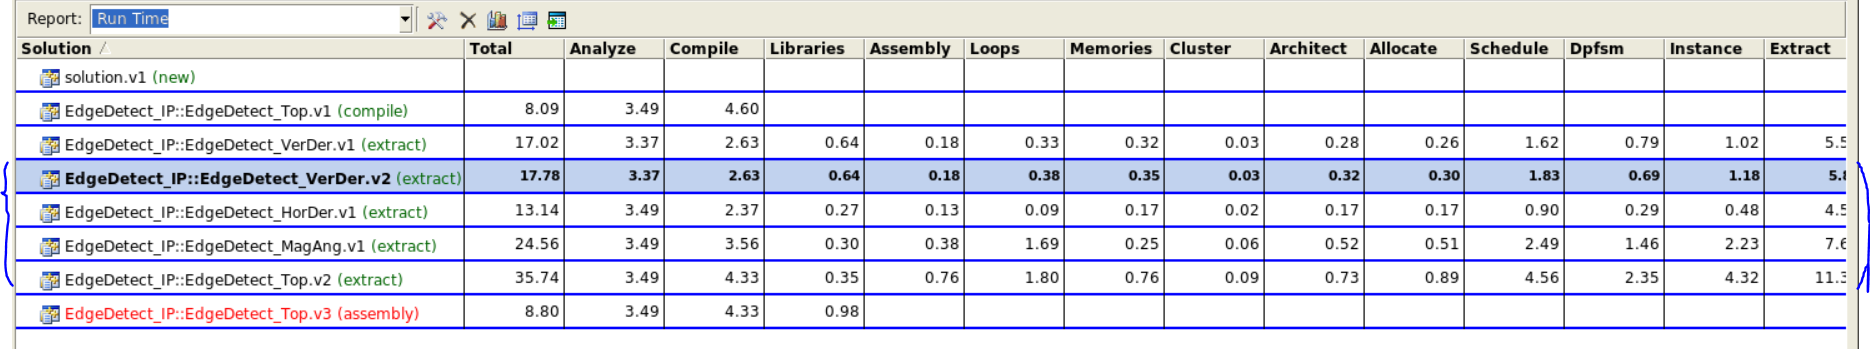 Report: Run Time
Solution Total Analyze Compile Libraries Assembly Loops Memories Cluster Architect Allocate Schedule Dpfsm Instance Extract
solution.v1 (new)
EdgeDetect_IP::EdgeDetect_Top.v1 (compile) 8.09 3.49 4.60
EdgeDetect_IP::EdgeDetect_VerDer.v1 (extract) 17.02 3.37 2.63 0.64 0.18 0.33 0.32 0.03 0.28 0.26 1.62 0.79 1.02 5.5
EdgeDetect_IP::EdgeDetect_VerDer.v2 (extract) 17.78 3.37 2.63 0.64 0.18 0.38 0.35 0.03 0.32 0.30 1.83 0.69 1.18 5.8
EdgeDetect_IP::EdgeDetect_HorDer.v1 (extract) 13.14 3.49 2.37 0.27 0.13 0.09 0.17 0.02 0.17 0.17 0.90 0.29 0.48 4.5
EdgeDetect_IP::EdgeDetect_MagAng.v1 (extract) 24.56 3.49 3.56 0.30 0.38 1.69 0.25 0.06 0.52 0.51 2.49 1.46 2.23 7.6
EdgeDetect_IP::EdgeDetect_Top.v2 (extract) 35.74 3.49 4.33 0.35 0.76 1.80 0.76 0.09 0.73 0.89 4.56 2.35 4.32 11.3
EdgeDetect_IP::EdgeDetect_Top.v3 (assembly) 8.80 3.49 4.33 0.98